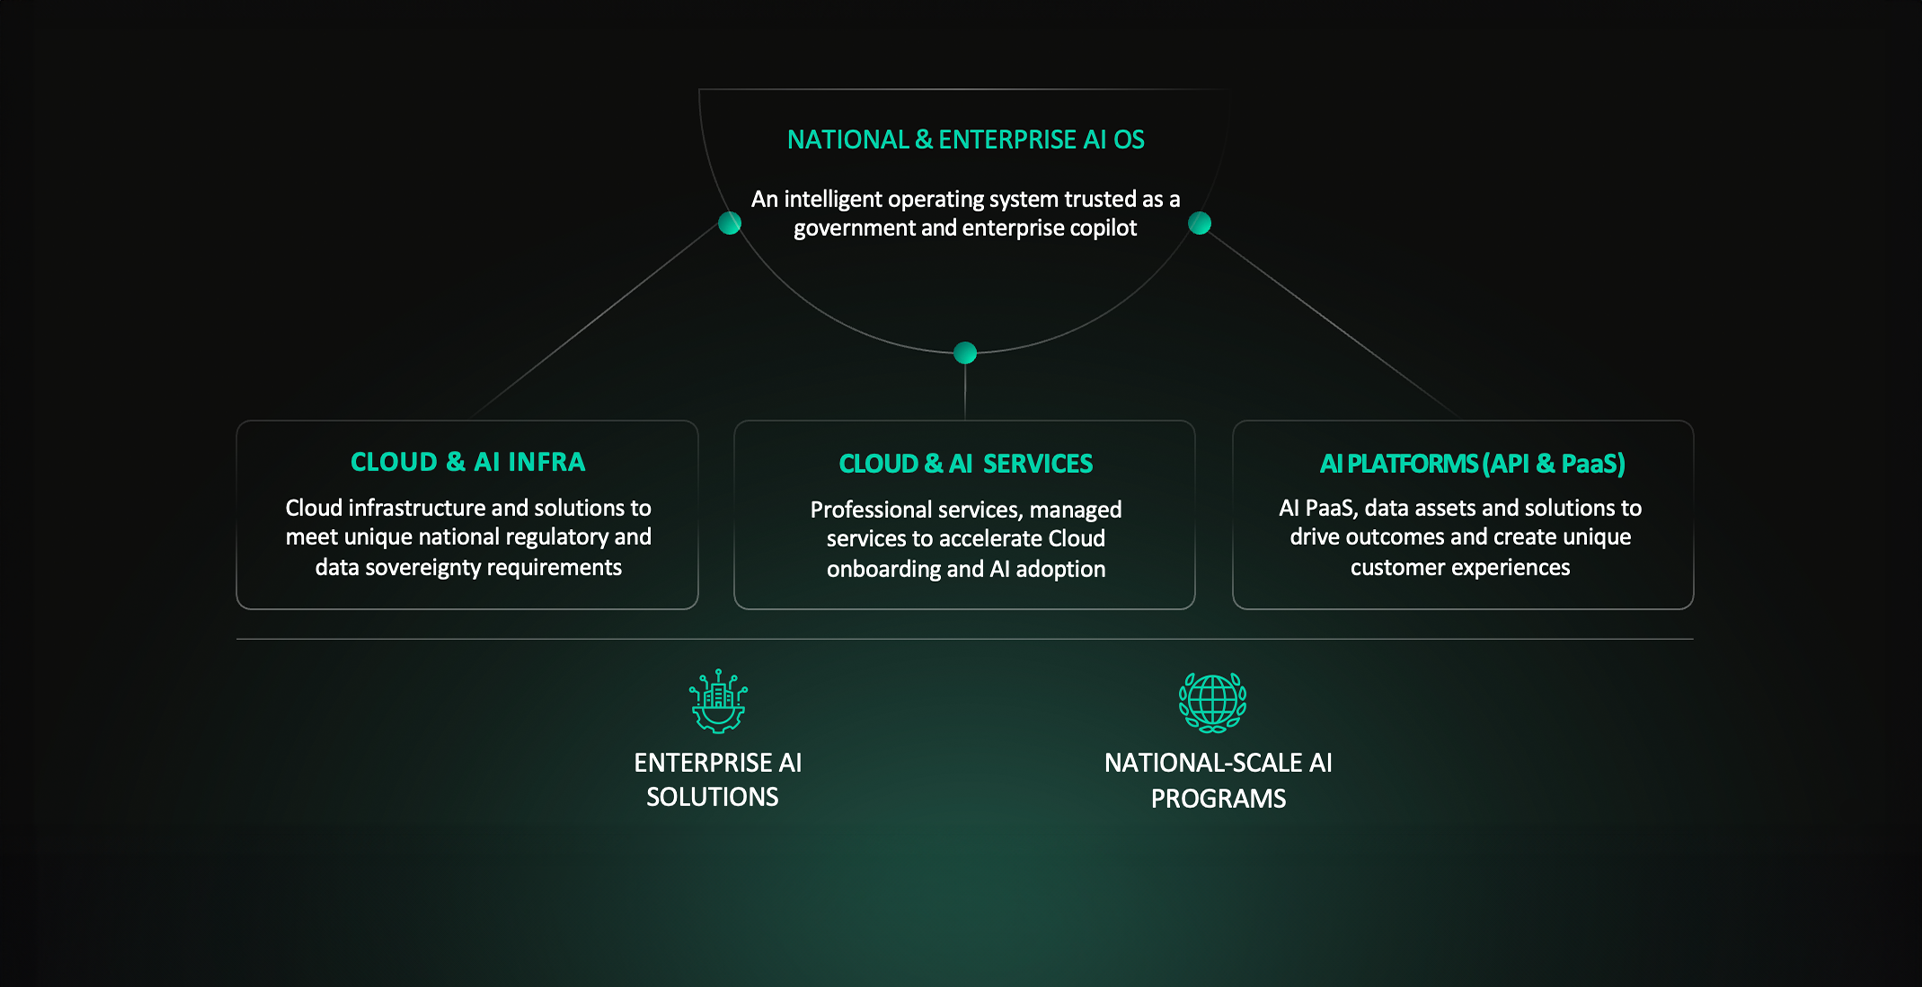 NATIONAL & ENTERPRISE AI OS
An intelligent operating system trusted as a
government and enterprise copilot
CLOUD & AI INFRA
Cloud infrastructure and solutions to
meet unique national regulatory and
data sovereignty requirements
CLOUD & AI SERVICES
Professional services, managed
services to accelerate Cloud
onboarding and AI adoption
AI PLATFORMS (API & PaaS)
AI PaaS, data assets and solutions to
drive outcomes and create unique
customer experiences
ENTERPRISE AI
SOLUTIONS
NATIONAL-SCALE AI
PROGRAMS